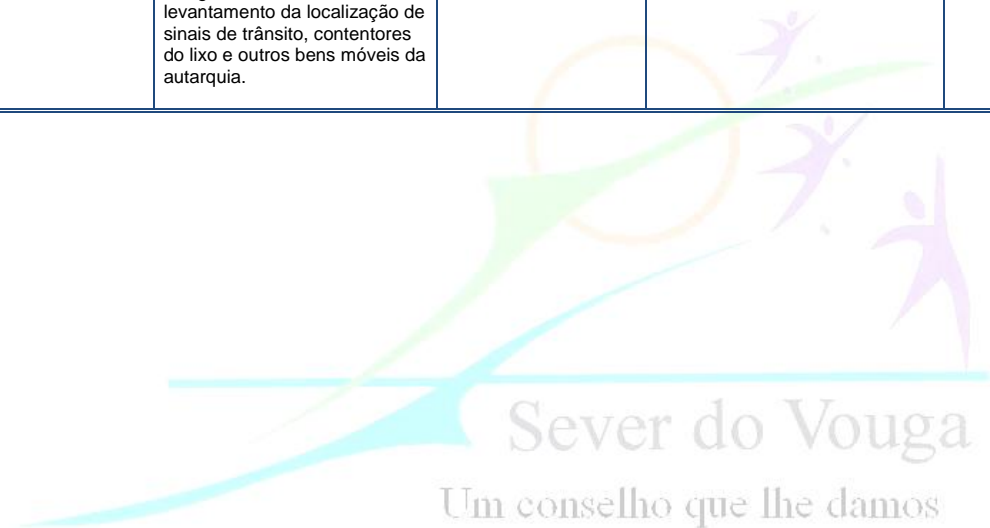 levantamento da localização de
sinais de trânsito, contentores
do lixo e outros bens móveis da
autarquia.
Sever do Vouga
Um conselho que lhe damos